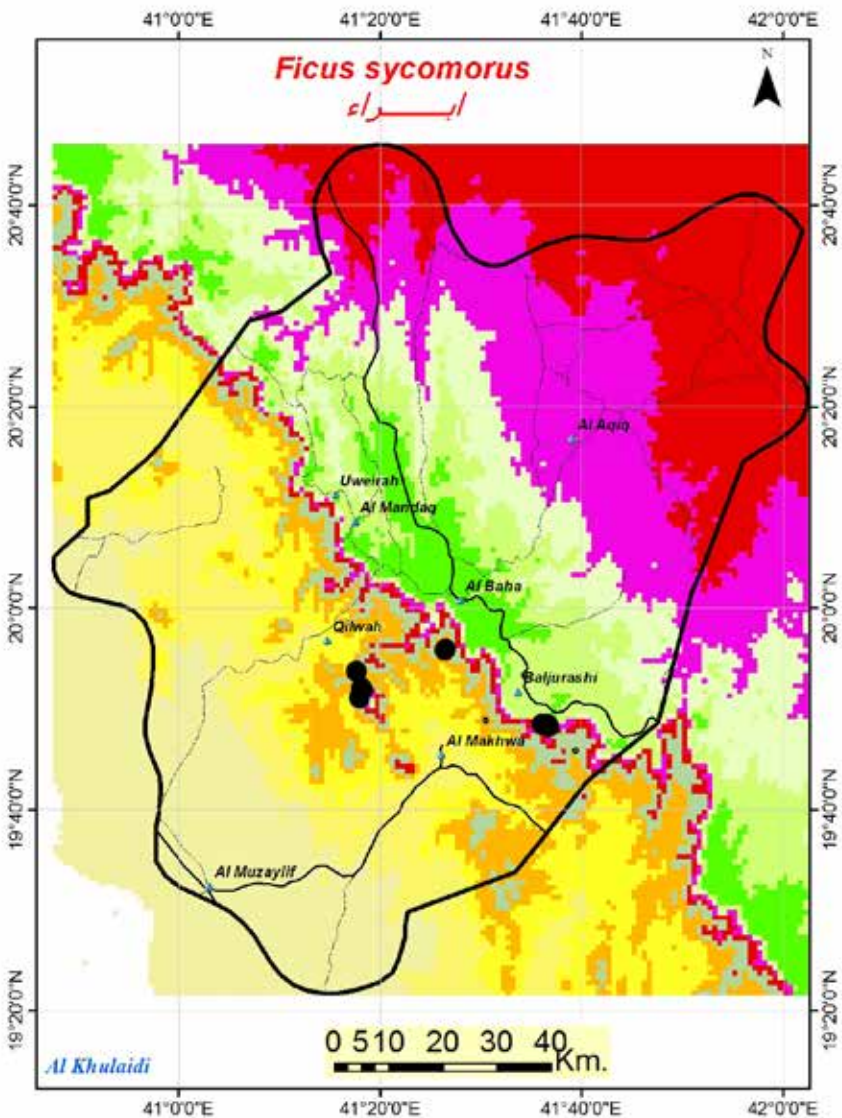 41°0'0"E 41°20'0"E 41°40'0"E 42°0'0"E
Ficus sycomorus
ابـــــراء
N
20°40'0"N 20°40'0"N
20°20'0"N 20°20'0"N
Al Aqiq
Uweirah
Al Mandaq
Al Baha
20°0'0"N 20°0'0"N
Qilwah
Baljurashi
Al Makhwa
19°40'0"N 19°40'0"N
Al Muzaylif
19°20'0"N 19°20'0"N
0 5 10 20 30 40 Km.
Al Khulaidi
41°0'0"E 41°20'0"E 41°40'0"E 42°0'0"E